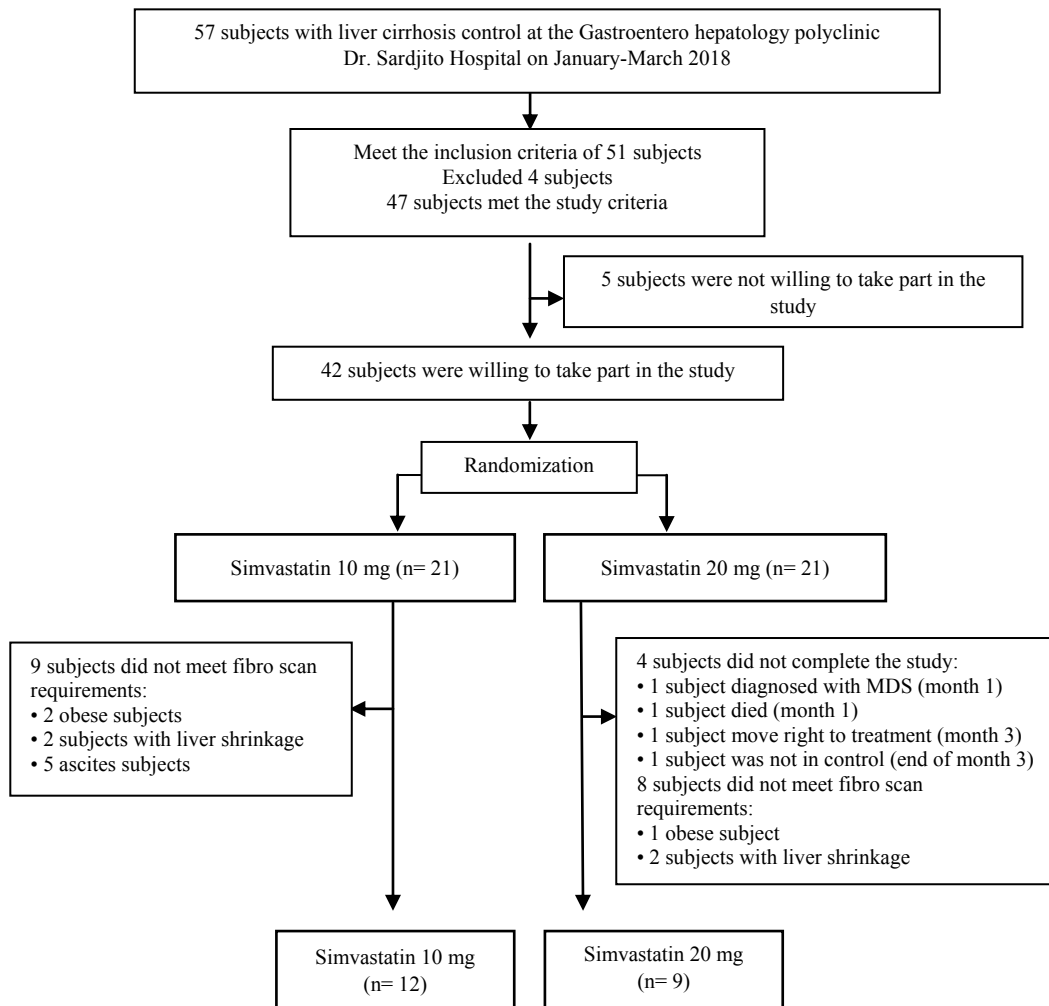 57 subjects with liver cirrhosis control at the Gastroentero hepatology polyclinic
Dr. Sardjito Hospital on January-March 2018
Meet the inclusion criteria of 51 subjects
Excluded 4 subjects
47 subjects met the study criteria
5 subjects were not willing to take part in the
study
42 subjects were willing to take part in the study
Randomization
Simvastatin 10 mg (n= 21)
Simvastatin 20 mg (n= 21)
9 subjects did not meet fibro scan
requirements:
• 2 obese subjects
• 2 subjects with liver shrinkage
• 5 ascites subjects
4 subjects did not complete the study:
• 1 subject diagnosed with MDS (month 1)
• 1 subject died (month 1)
• 1 subject move right to treatment (month 3)
• 1 subject was not in control (end of month 3)
8 subjects did not meet fibro scan
requirements:
• 1 obese subject
• 2 subjects with liver shrinkage
Simvastatin 10 mg
(n= 12)
Simvastatin 20 mg
(n= 9)